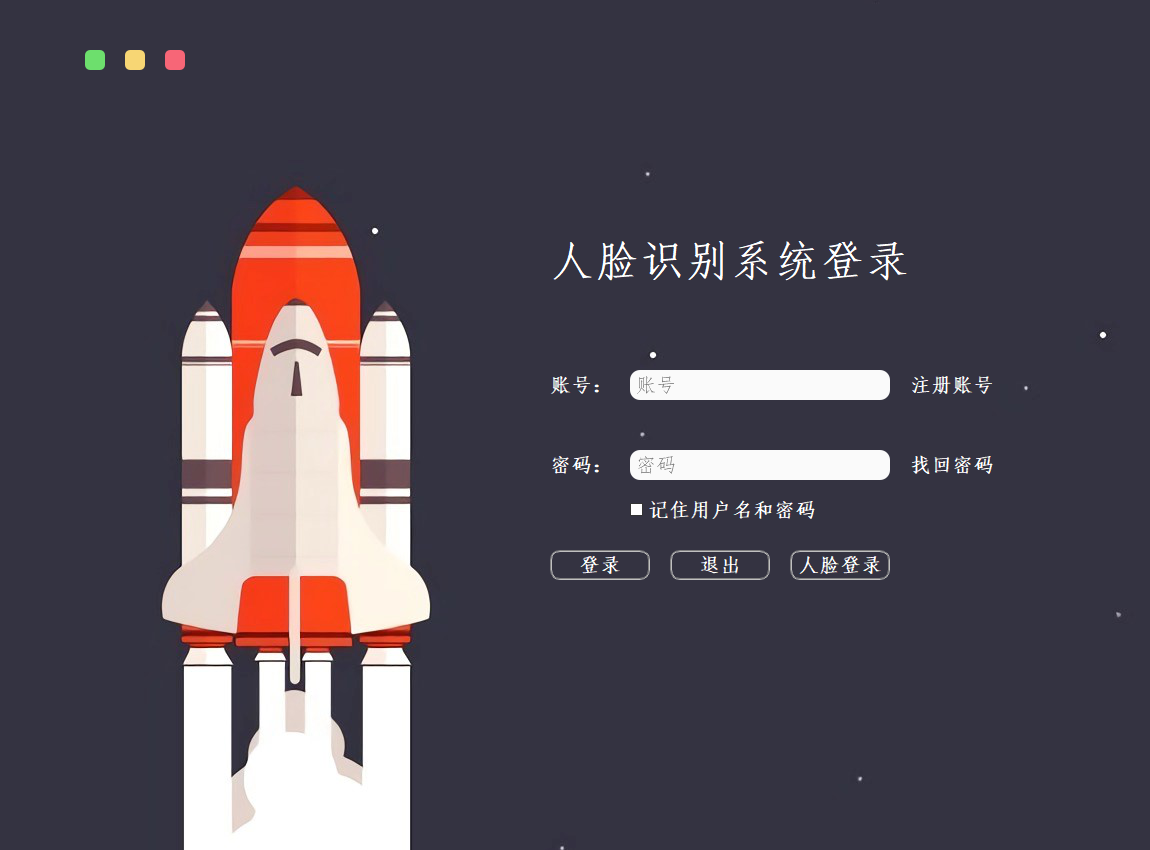 人脸识别系统登录
账号： 账号 注册账号
密码： 密码 找回密码
记住用户名和密码
登录 退出 人脸登录